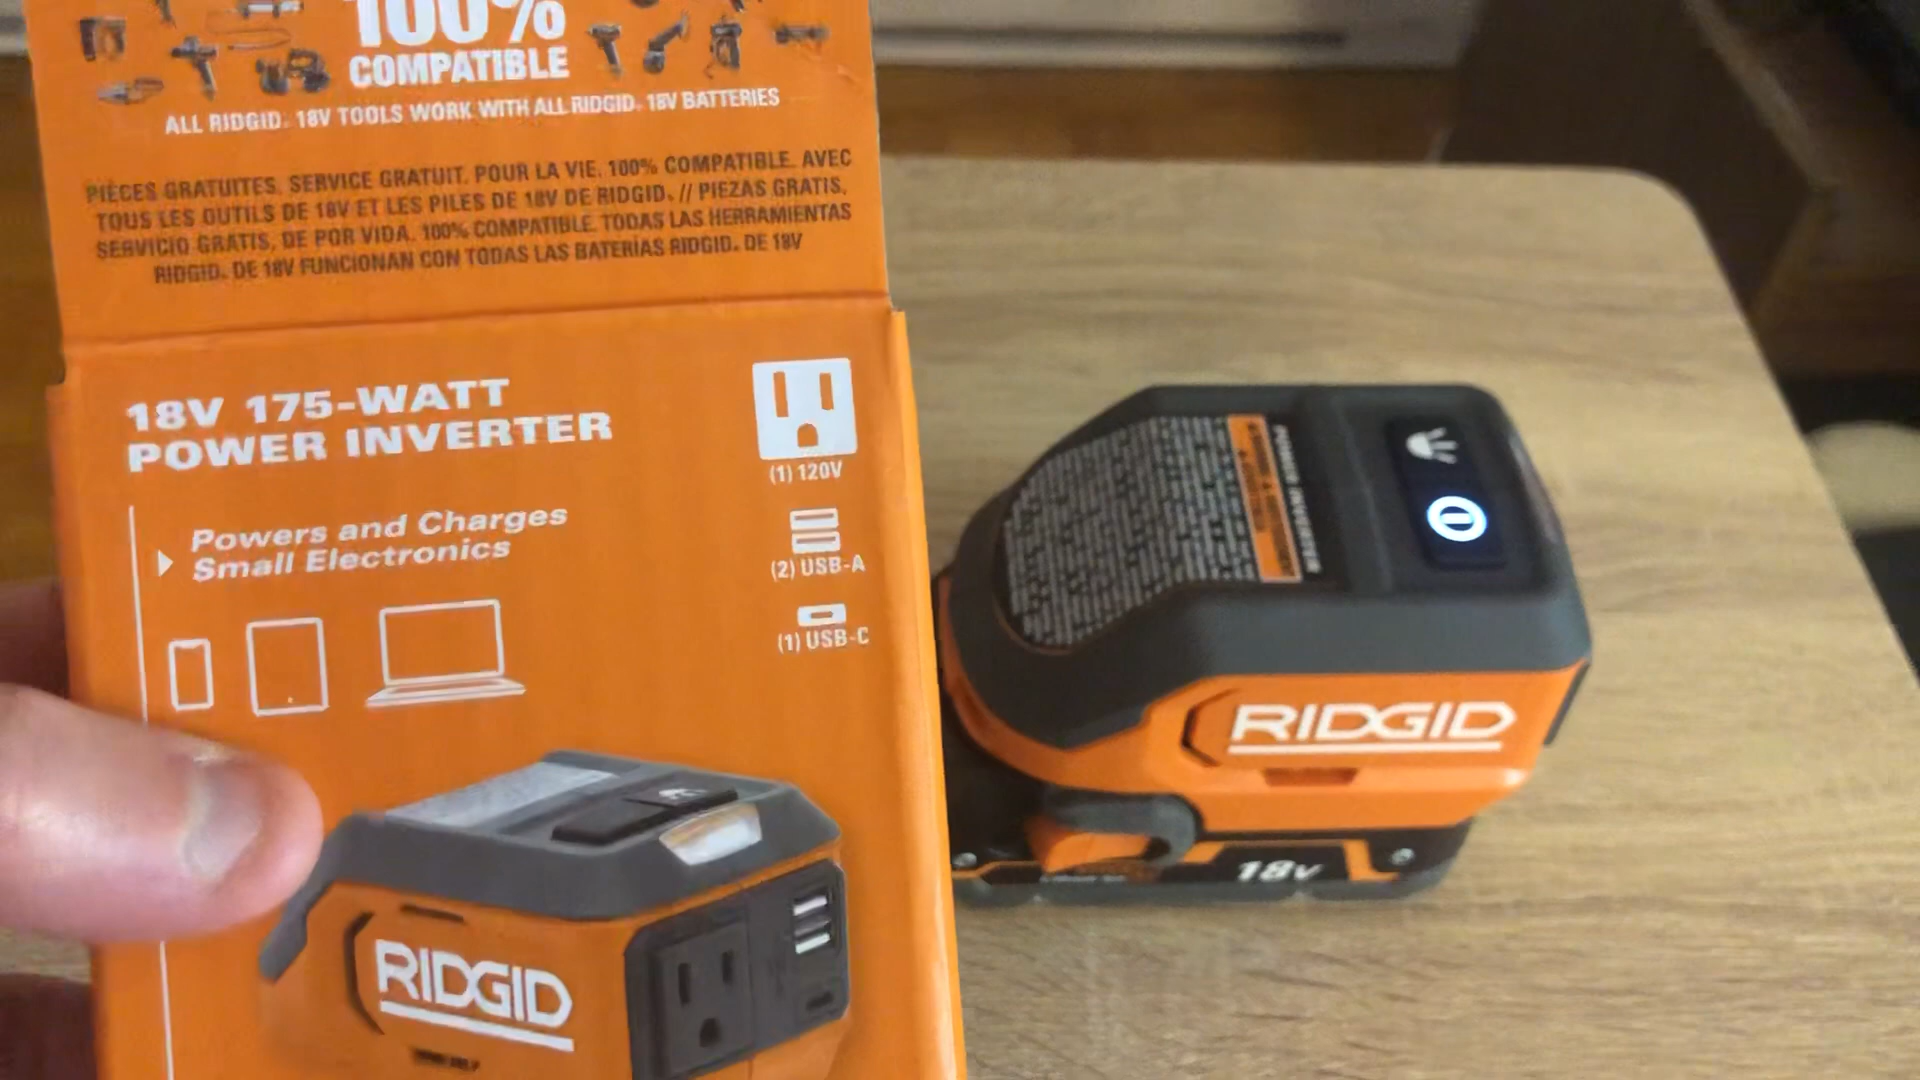 100%
COMPATIBLE
ALL RIDGID® 18V TOOLS WORK WITH ALL RIDGID® 18V BATTERIES
PIÈCES GRATUITES, SERVICE GRATUIT, POUR LA VIE. 100% COMPATIBLE. AVEC
TOUS LES OUTILS DE 18V ET LES PILES DE 18V DE RIDGID® // PIEZAS GRATIS,
SERVICIO GRATIS, DE POR VIDA. 100% COMPATIBLE. TODAS LAS HERRAMIENTAS
RIDGID® DE 18V FUNCIONAN CON TODAS LAS BATERÍAS RIDGID® DE 18V
18V 175-WATT
POWER INVERTER
(1) 120V
Powers and Charges
Small Electronics
(2) USB-A
(1) USB-C
RIDGID
POWER INVERTER
RIDGID
18V